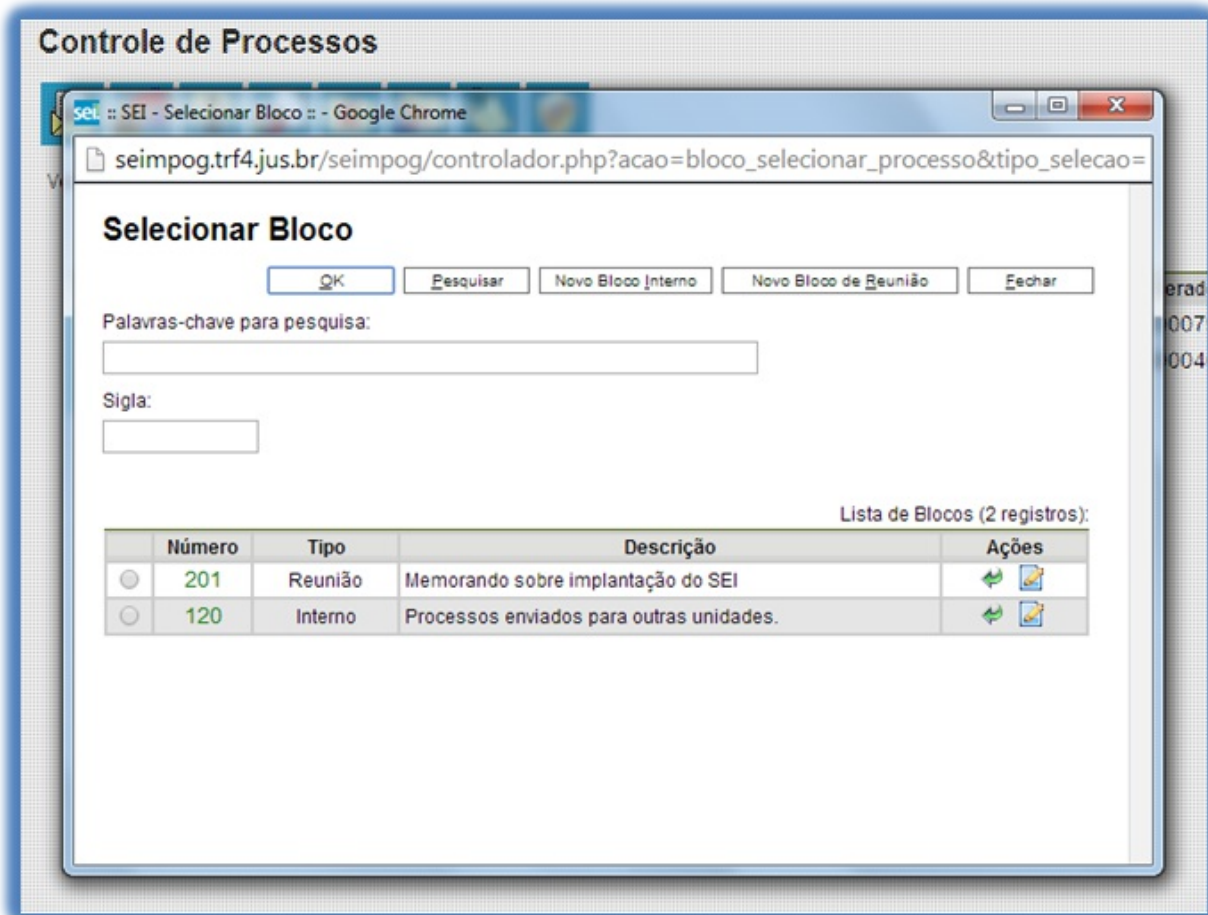 Controle de Processos
sei. :: SEI - Selecionar Bloco :: - Google Chrome
seimpog.trf4.jus.br/seimpog/controlador.php?acao=bloco_selecionar_processo&tipo_selecao=
Selecionar Bloco
OK Pesquisar Novo Bloco Interno Novo Bloco de Reunião Fechar
Palavras-chave para pesquisa:
Sigla:
Lista de Blocos (2 registros):
Número Tipo Descrição Ações
201 Reunião Memorando sobre implantação do SEI
120 Interno Processos enviados para outras unidades.